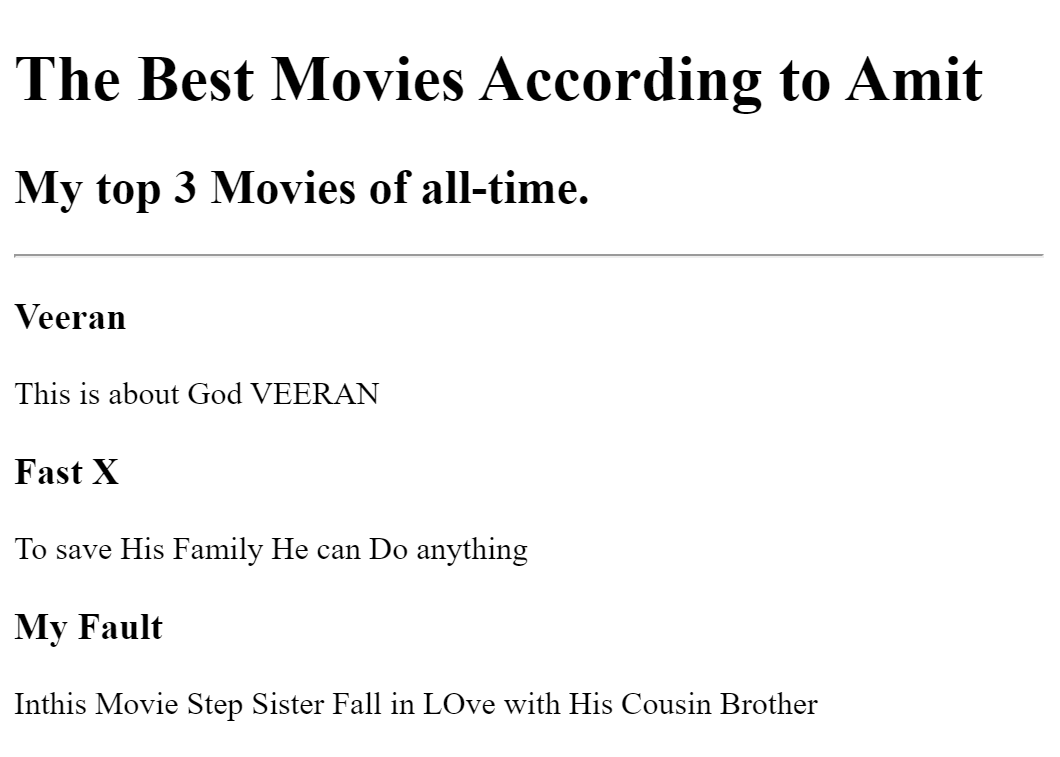 The Best Movies According to Amit
My top 3 Movies of all-time.
Veeran
This is about God VEERAN
Fast X
To save His Family He can Do anything
My Fault
Inthis Movie Step Sister Fall in LOve with His Cousin Brother